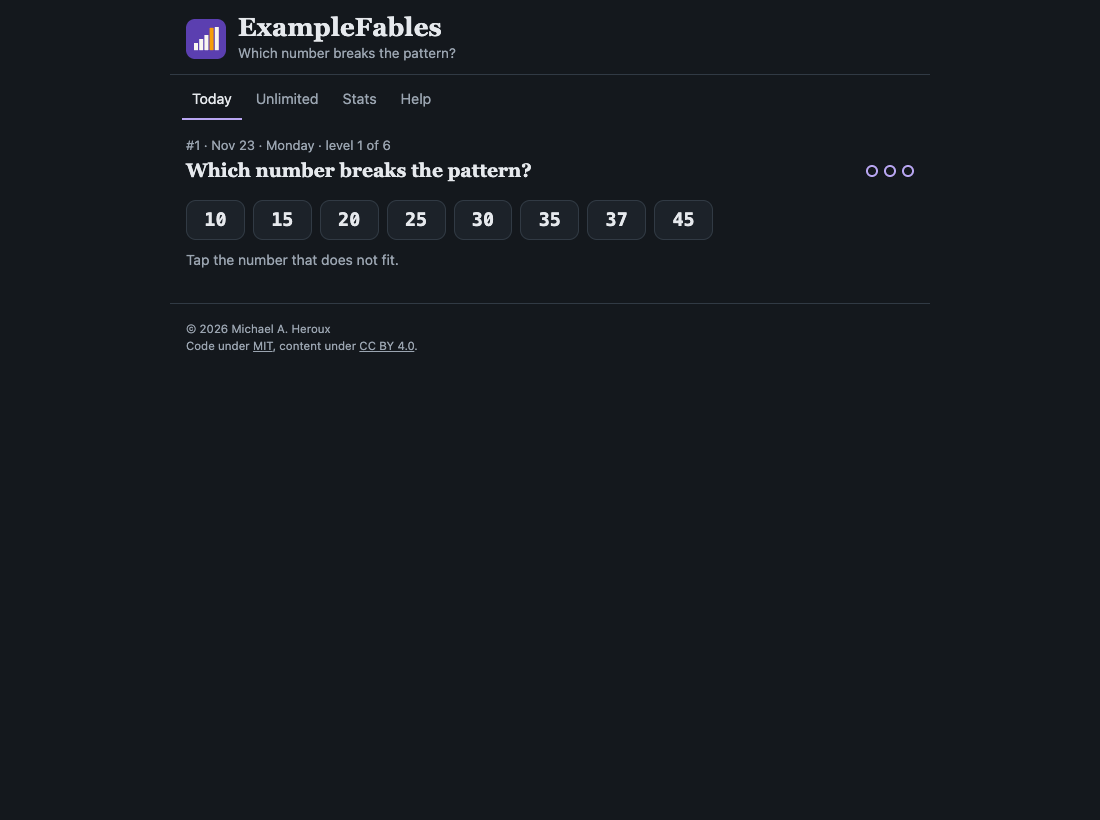 ExampleFables
Which number breaks the pattern?
Today Unlimited Stats Help
#1 · Nov 23 · Monday · level 1 of 6
Which number breaks the pattern?
10 15 20 25 30 35 37 45
Tap the number that does not fit.
© 2026 Michael A. Heroux
Code under MIT, content under CC BY 4.0.